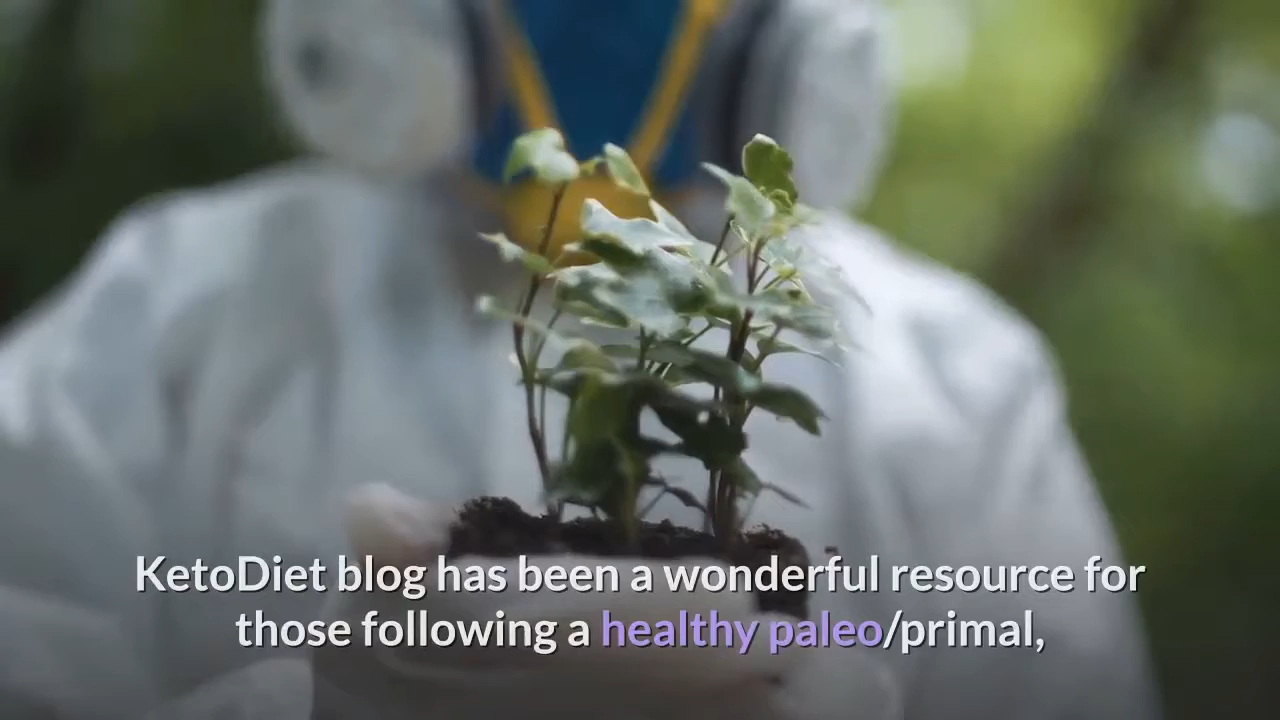 KetoDiet blog has been a wonderful resource for
those following a healthy paleo/primal,